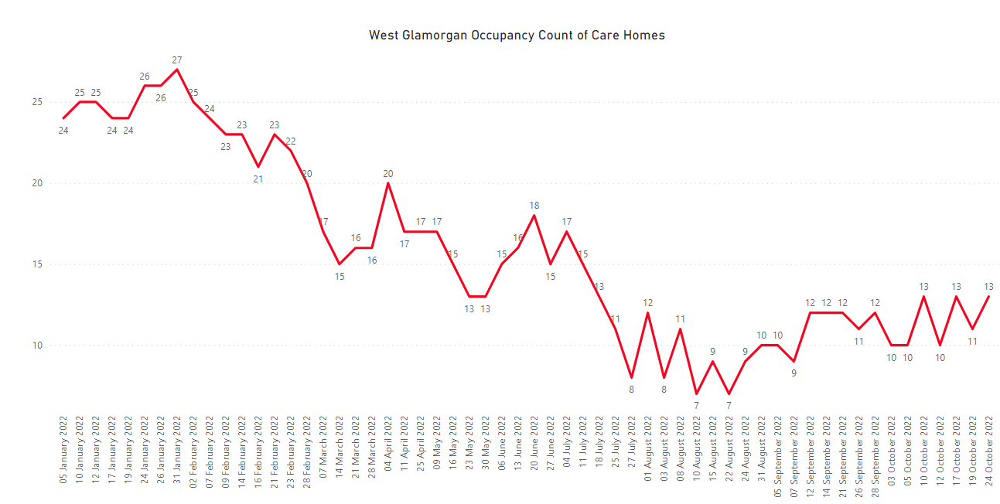 West Glamorgan Occupancy Count of Care Homes
25
20
15
10
24
25
25
24
24
26
26
27
25
24
23
23
21
23
22
20
17
15
16
16
20
17
17
17
15
13
13
15
16
18
15
17
15
13
11
8
12
8
11
7
9
7
9
10
10
9
12
12
12
11
12
10
10
13
10
13
11
13
05 January 2022
10 January 2022
12 January 2022
17 January 2022
19 January 2022
24 January 2022
26 January 2022
31 January 2022
02 February 2022
07 February 2022
09 February 2022
14 February 2022
16 February 2022
21 February 2022
23 February 2022
28 February 2022
07 March 2022
14 March 2022
21 March 2022
28 March 2022
04 April 2022
11 April 2022
25 April 2022
09 May 2022
16 May 2022
23 May 2022
30 May 2022
06 June 2022
13 June 2022
20 June 2022
27 June 2022
04 July 2022
11 July 2022
18 July 2022
25 July 2022
27 July 2022
01 August 2022
03 August 2022
08 August 2022
10 August 2022
15 August 2022
22 August 2022
24 August 2022
31 August 2022
05 September 2022
07 September 2022
12 September 2022
14 September 2022
21 September 2022
26 September 2022
28 September 2022
03 October 2022
05 October 2022
10 October 2022
12 October 2022
17 October 2022
19 October 2022
24 October 2022